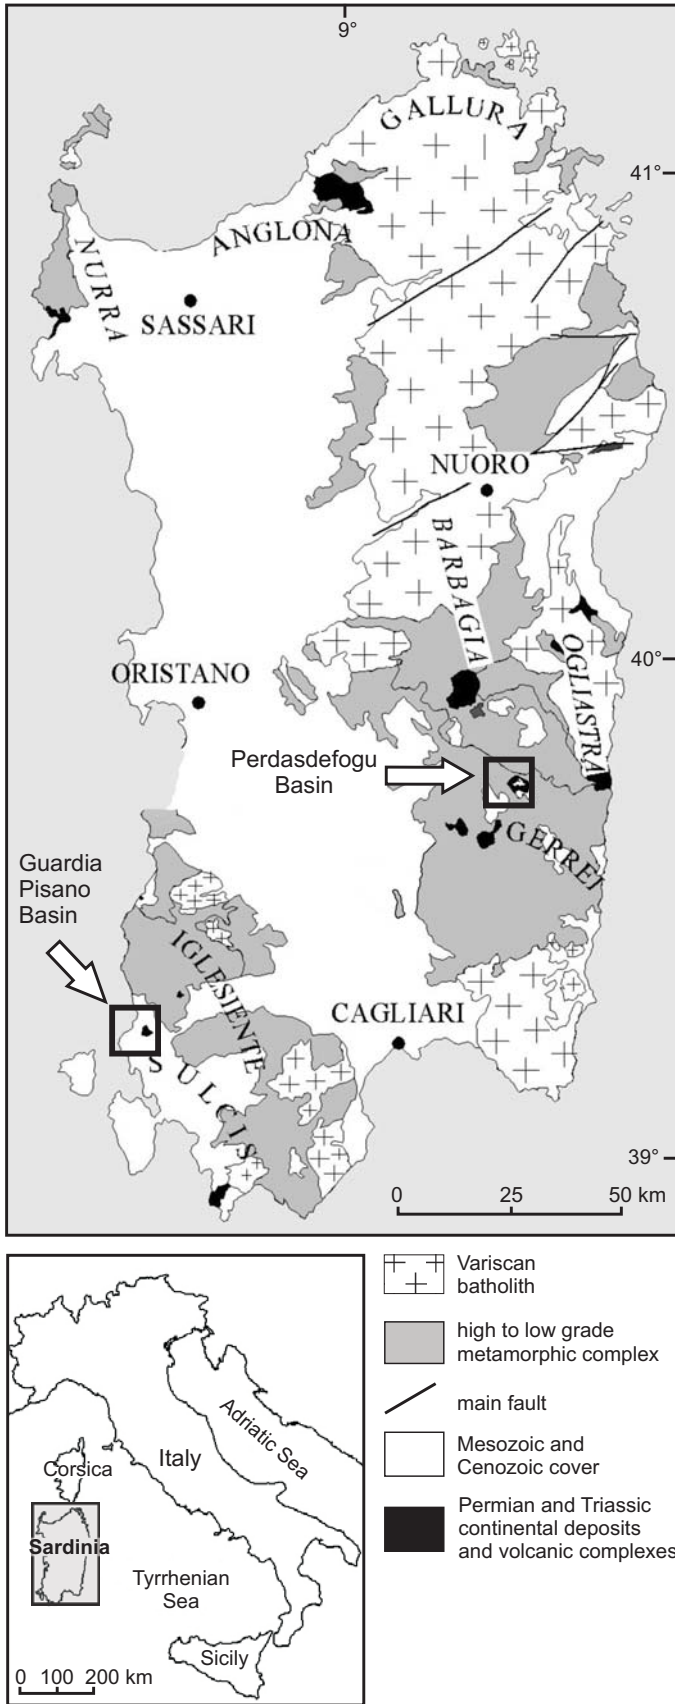 9°
GALLURA
41°
ANGLONA
NURRA
SASSARI
NUORO
BARBAGIA
40°
ORISTANO
OGLIASTRA
Perdasdefogu
Basin
GERREI
Guardia
Pisano
Basin
IGLESIENTE
CAGLIARI
SULCIS
39°
0 25 50 km
Variscan
batholith
high to low grade
metamorphic complex
main fault
Mesozoic and
Cenozoic cover
Permian and Triassic
continental deposits
and volcanic complexes
Adriatic Sea
Italy
Corsica
Sardinia
Tyrrhenian
Sea
Sicily
0 100 200 km